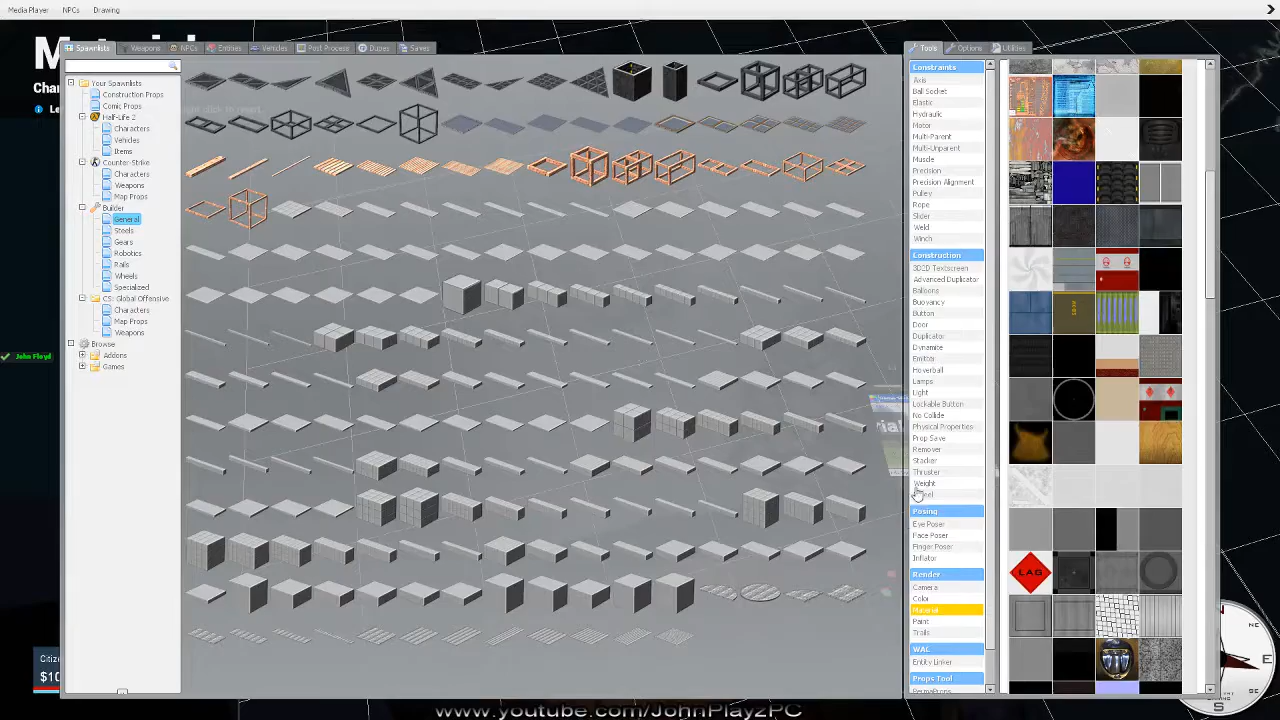 Media Player NPCs Drawing
Spawnlists Weapons NPCs Entities Vehicles Post Process Dupes Saves
Tools Options Utilities
Your Spawnlists
Construction Props
Comic Props
Half-Life 2
Characters
Vehicles
Items
Counter-Strike
Characters
Weapons
Map Props
Builder
General
Steels
Gears
Robotics
Rails
Wheels
Specialized
CS: Global Offensive
Characters
Map Props
Weapons
Browse
Addons
Games
John Floyd
Constraints
Axis
Ball Socket
Elastic
Hydraulic
Motor
Multi-Parent
Multi-Unparent
Muscle
Precision
Precision Alignment
Pulley
Rope
Slider
Weld
Winch
Construction
3D2D Textscreen
Advanced Duplicator
Balloons
Buoyancy
Button
Door
Duplicator
Dynamite
Emitter
Hoverball
Lamps
Light
Lockable Button
No Collide
Physical Properties
Prop Save
Remover
Stacker
Thruster
Weight
Posing
Eye Poser
Face Poser
Finger Poser
Inflator
Render
Camera
Color
Material
Paint
Trails
WAC
Entity Linker
Props Tool
PermaProps
LAG
NE
E
SE
S
Citize
$10
www.youtube.com/JohnPlayzPC